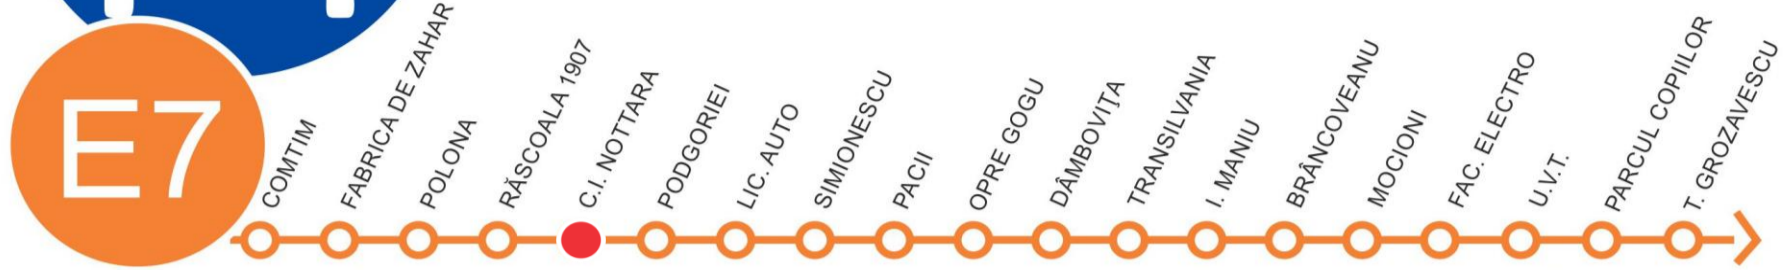 E7
COMTIM
FABRICA DE ZAHAR
POLONA
RĂSCOALA 1907
C.I. NOTTARA
PODGORIEI
LIC. AUTO
SIMIONESCU
PACII
OPRE GOGU
DÂMBOVIȚA
TRANSILVANIA
I. MANIU
BRÂNCOVEANU
MOCIONI
FAC. ELECTRO
U.V.T.
PARCUL COPIILOR
T. GROZAVESCU